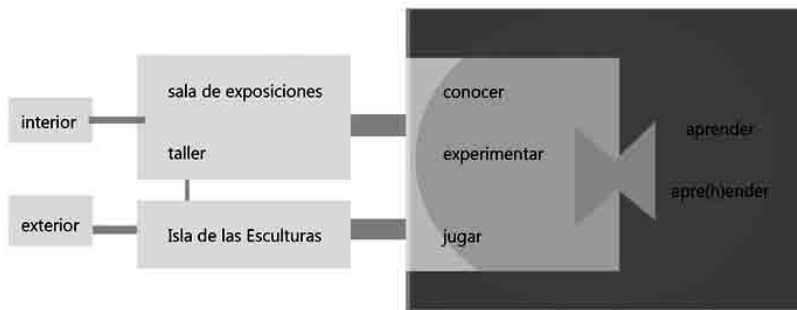 interior
exterior
sala de exposiciones
taller
Isla de las Esculturas
conocer
experimentar
jugar
aprender
apre(h)ender